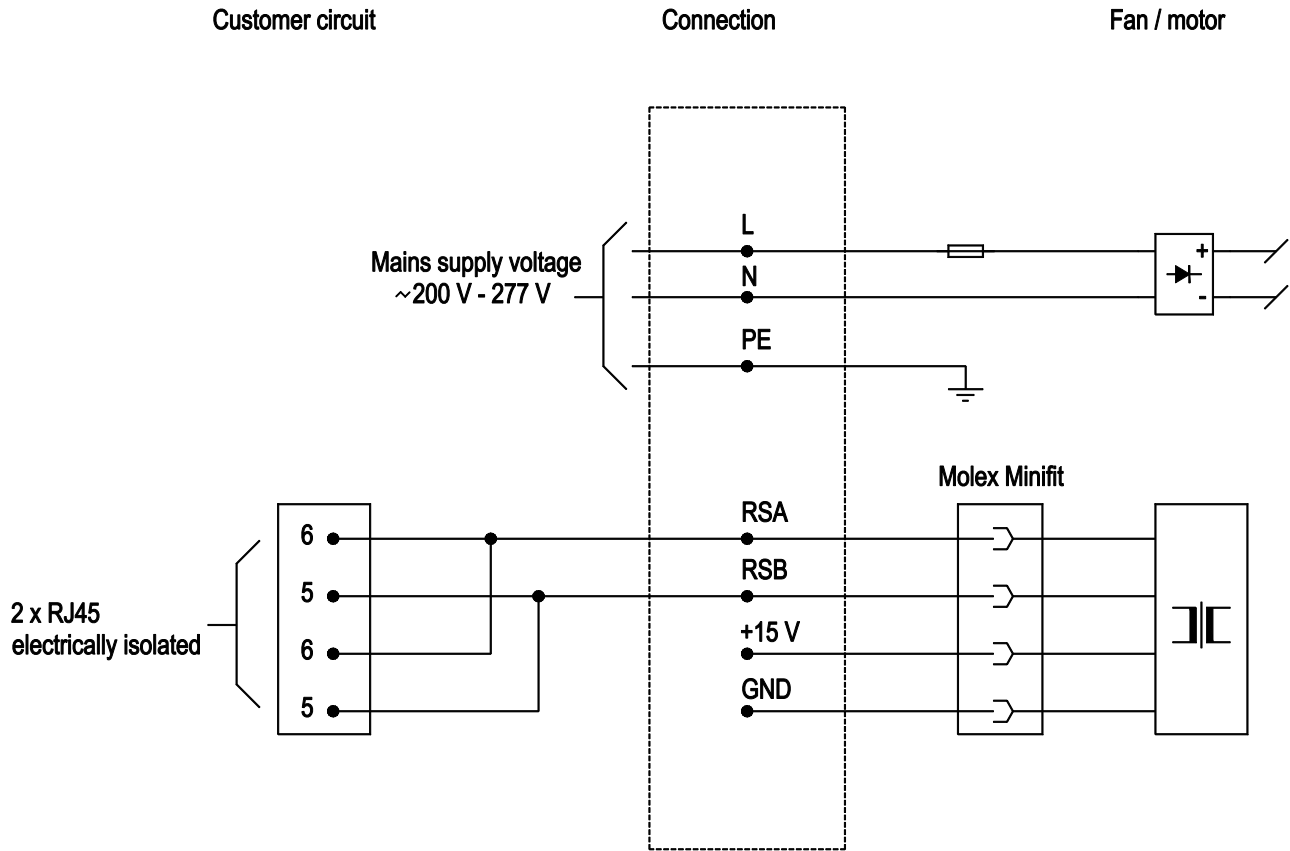 Customer circuit
Connection
Fan / motor
L
Mains supply voltage
~200 V - 277 V
N
+
-
PE
Molex Minifit
RSA
6
RSB
5
2 x RJ45
electrically isolated
+15 V
6
GND
5